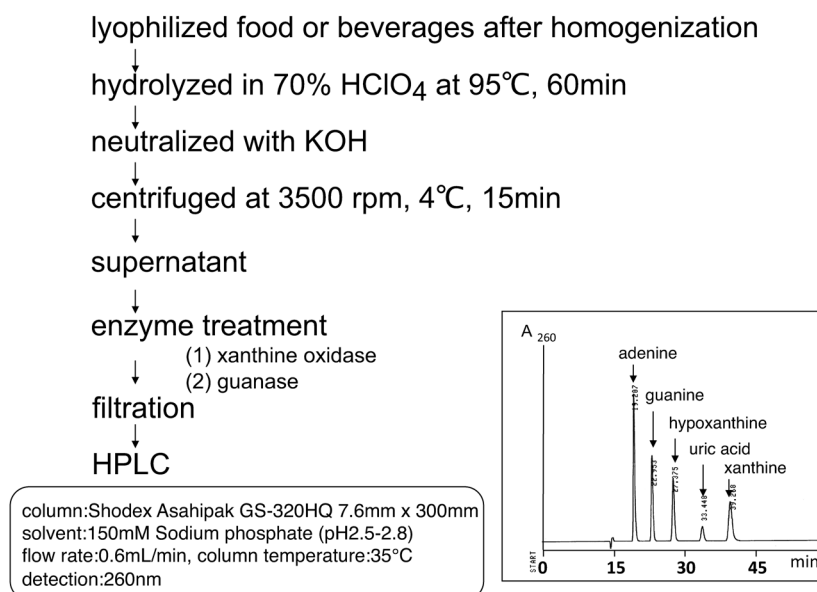 lyophilized food or beverages after homogenization
hydrolyzed in 70% HClO4 at 95℃, 60min
neutralized with KOH
centrifuged at 3500 rpm, 4℃, 15min
supernatant
enzyme treatment
(1) xanthine oxidase
(2) guanase
filtration
HPLC
column:Shodex Asahipak GS-320HQ 7.6mm x 300mm
solvent:150mM Sodium phosphate (pH2.5-2.8)
flow rate:0.6mL/min, column temperature:35°C
detection:260nm
A 260
adenine
guanine
hypoxanthine
uric acid
xanthine
27.375
START
0 15 30 45 min